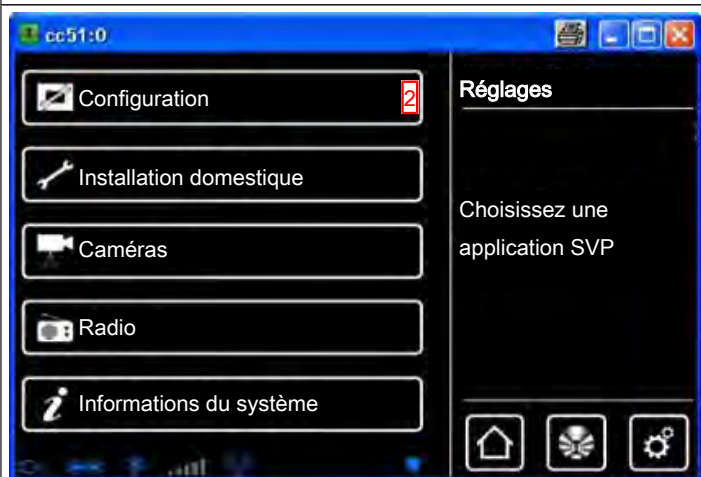 cc51:0
Configuration 2
Installation domestique
Caméras
Radio
Informations du système
Réglages
Choisissez une
application SVP